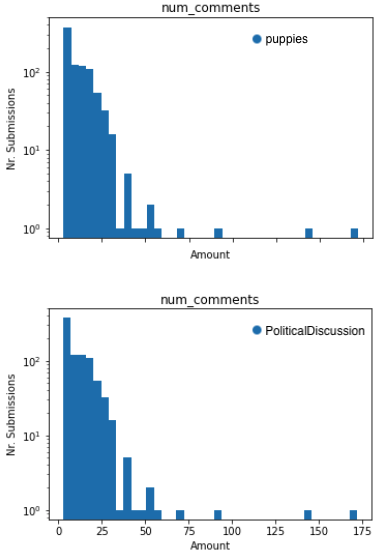 num_comments
puppies
Nr. Submissions
10²
10¹
10⁰
Amount
num_comments
PoliticalDiscussion
Nr. Submissions
10²
10¹
10⁰
0 25 50 75 100 125 150 175
Amount